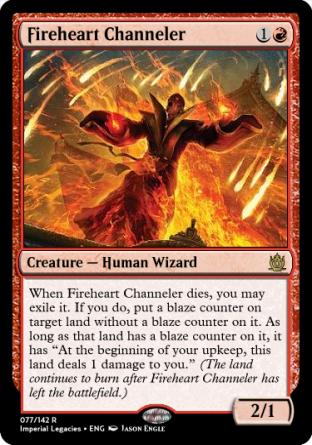 Fireheart Channeler 1
Creature — Human Wizard
When Fireheart Channeler dies, you may
exile it. If you do, put a blaze counter on
target land without a blaze counter on it. As
long as that land has a blaze counter on it, it
has “At the beginning of your upkeep, this
land deals 1 damage to you.” (The land
continues to burn after Fireheart Channeler has
left the battlefield.)
2/1
077/142 R
Imperial Legacies • ENG Jason Engle